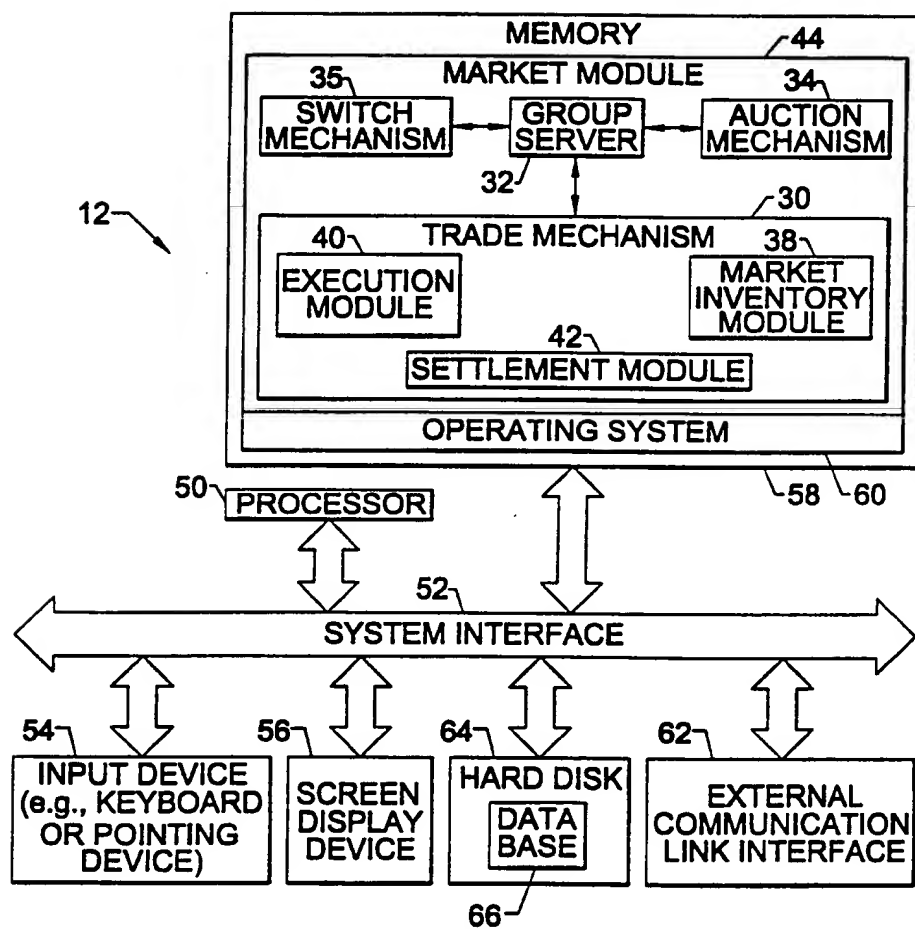 MEMORY
44
MARKET MODULE
35
SWITCH
MECHANISM
GROUP
SERVER
32
34
AUCTION
MECHANISM
12
30
TRADE MECHANISM
40
EXECUTION
MODULE
38
MARKET
INVENTORY
MODULE
42
SETTLEMENT MODULE
OPERATING SYSTEM
58
60
50
PROCESSOR
52
SYSTEM INTERFACE
54
INPUT DEVICE
(e.g., KEYBOARD
OR POINTING
DEVICE)
56
SCREEN
DISPLAY
DEVICE
64
HARD DISK
DATA
BASE
66
62
EXTERNAL
COMMUNICATION
LINK INTERFACE